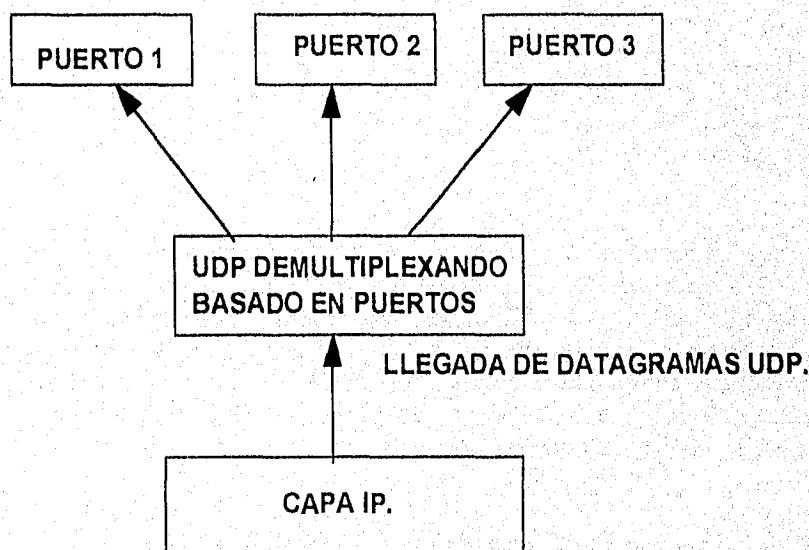 PUERTO 1
PUERTO 2
PUERTO 3
UDP DEMULTIPLEXANDO
BASADO EN PUERTOS
LLEGADA DE DATAGRAMAS UDP.
CAPA IP.